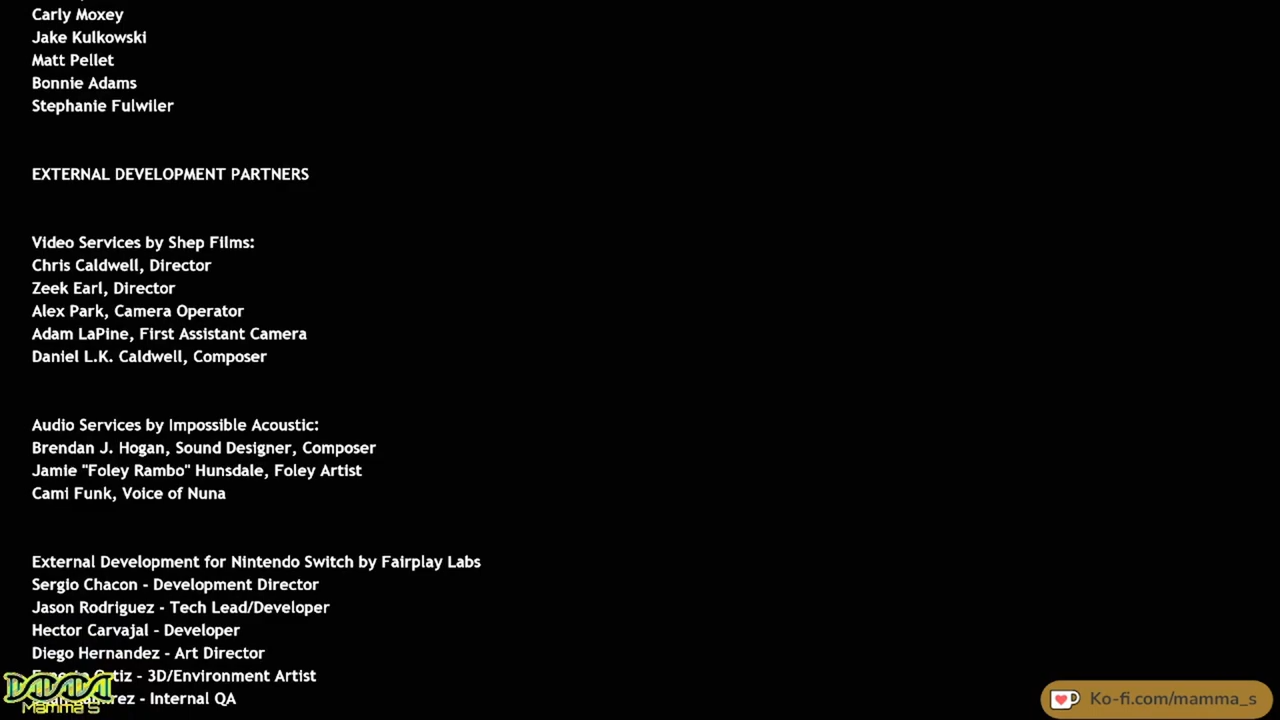 Carly Moxey
Jake Kulkowski
Matt Pellet
Bonnie Adams
Stephanie Fulwiler
EXTERNAL DEVELOPMENT PARTNERS
Video Services by Shep Films:
Chris Caldwell, Director
Zeek Earl, Director
Alex Park, Camera Operator
Adam LaPine, First Assistant Camera
Daniel L.K. Caldwell, Composer
Audio Services by Impossible Acoustic:
Brendan J. Hogan, Sound Designer, Composer
Jamie "Foley Rambo" Hunsdale, Foley Artist
Cami Funk, Voice of Nuna
External Development for Nintendo Switch by Fairplay Labs
Sergio Chacon - Development Director
Jason Rodriguez - Tech Lead/Developer
Hector Carvajal - Developer
Diego Hernandez - Art Director
- 3D/Environment Artist
- Internal QA
Mamma S
Ko-fi.com/mamma_s